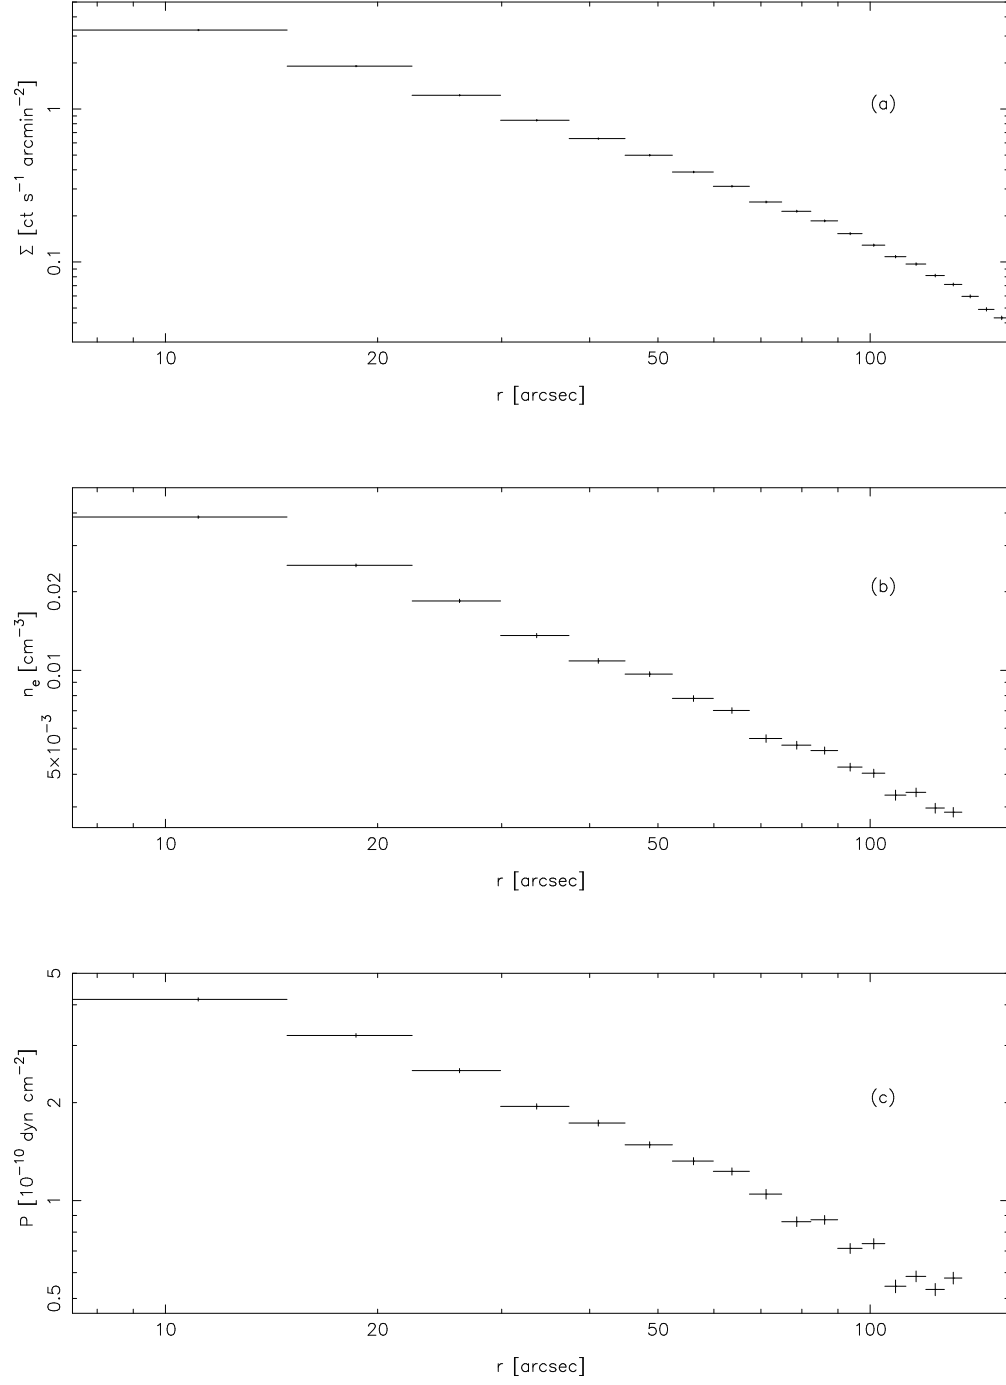 Σ [ct s⁻¹ arcmin⁻²]
1
0.1
(a)
10 20 50 100
r [arcsec]
nₑ [cm⁻³]
0.02
0.01
5×10⁻³
(b)
10 20 50 100
r [arcsec]
P [10⁻¹⁰ dyn cm⁻²]
5
2
1
0.5
(c)
10 20 50 100
r [arcsec]